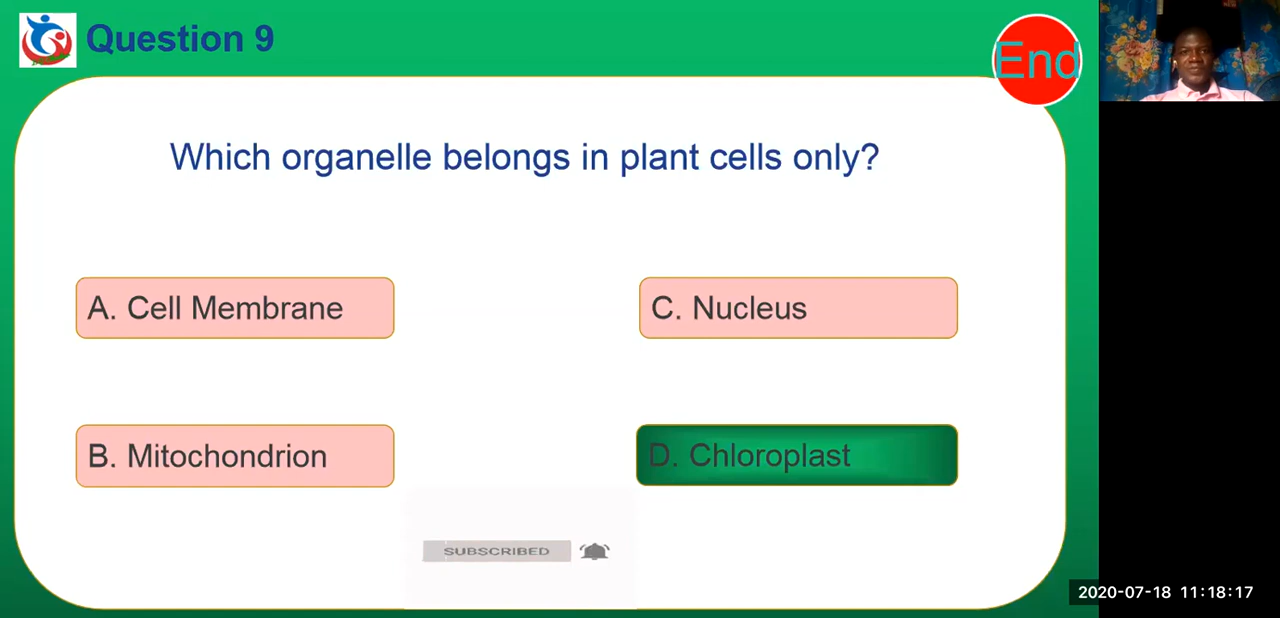 Question 9
End
Which organelle belongs in plant cells only?
A. Cell Membrane
C. Nucleus
B. Mitochondrion
D. Chloroplast
SUBSCRIBED
2020-07-18 11:18:17